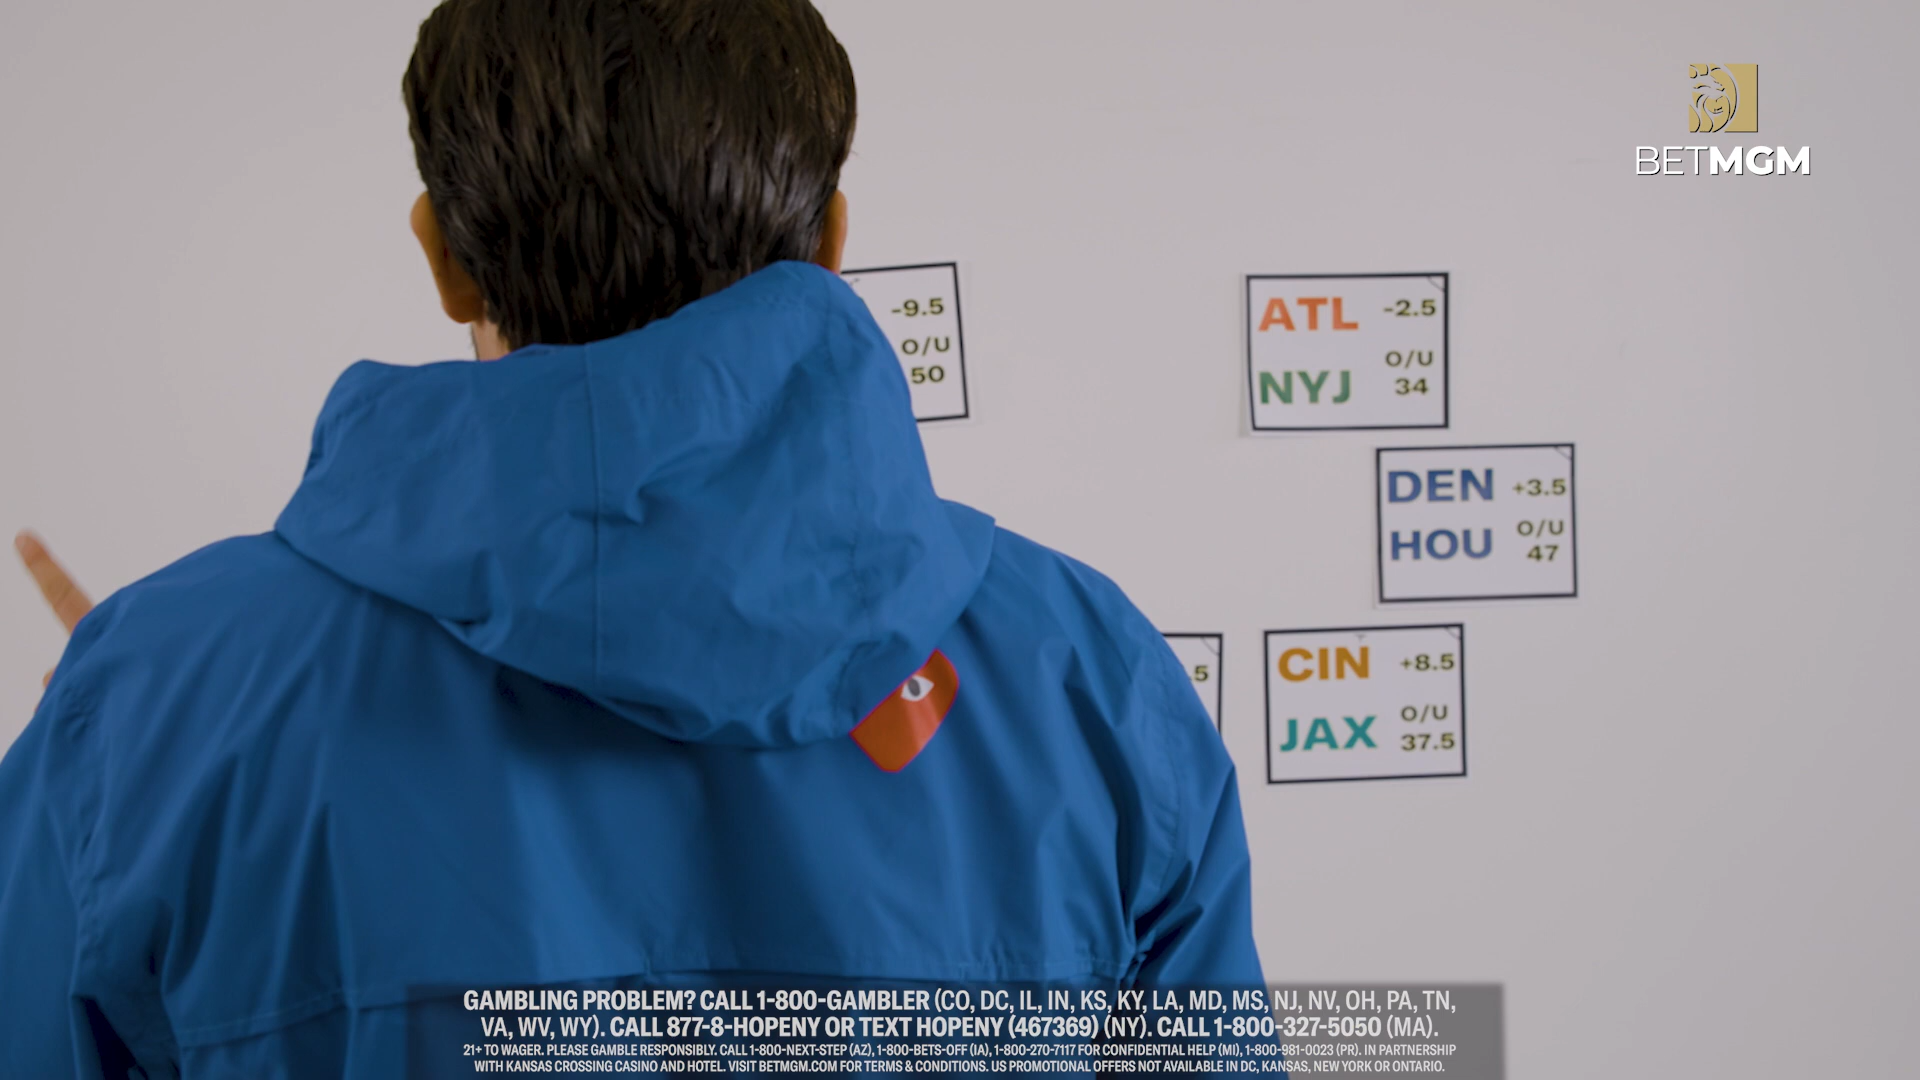 BETMGM
-9.5
O/U
50
ATL -2.5
O/U
NYJ 34
DEN +3.5
O/U
HOU 47
.5
CIN +8.5
O/U
JAX 37.5
GAMBLING PROBLEM? CALL 1-800-GAMBLER (CO, DC, IL, IN, KS, KY, LA, MD, MS, NJ, NV, OH, PA, TN,
VA, WV, WY). CALL 877-8-HOPENY OR TEXT HOPENY (467369) (NY). CALL 1-800-327-5050 (MA).
21+ TO WAGER. PLEASE GAMBLE RESPONSIBLY. CALL 1-800-NEXT-STEP (AZ), 1-800-BETS-OFF (IA), 1-800-270-7117 FOR CONFIDENTIAL HELP (MI), 1-800-981-0023 (PR). IN PARTNERSHIP
WITH KANSAS CROSSING CASINO AND HOTEL. VISIT BETMGM.COM FOR TERMS & CONDITIONS. US PROMOTIONAL OFFERS NOT AVAILABLE IN DC, KANSAS, NEW YORK OR ONTARIO.